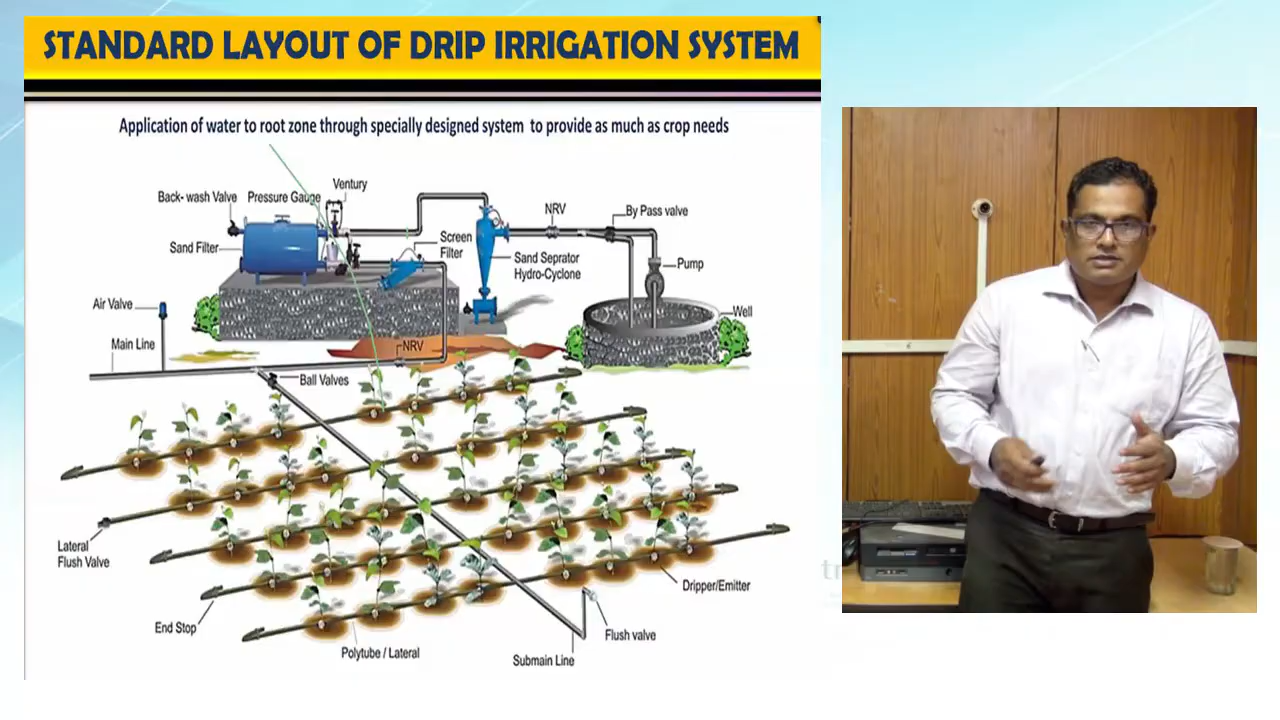 STANDARD LAYOUT OF DRIP IRRIGATION SYSTEM
Application of water to root zone through specially designed system to provide as much as crop needs
Ventury
Back- wash Valve
Pressure Gauge
NRV
By Pass valve
Sand Filter
Screen
Filter
Sand Seprator
Hydro-Cyclone
Pump
Air Valve
Well
Main Line
NRV
Ball Valves
Lateral
Flush Valve
Dripper/Emitter
End Stop
Flush valve
Polytube / Lateral
Submain Line